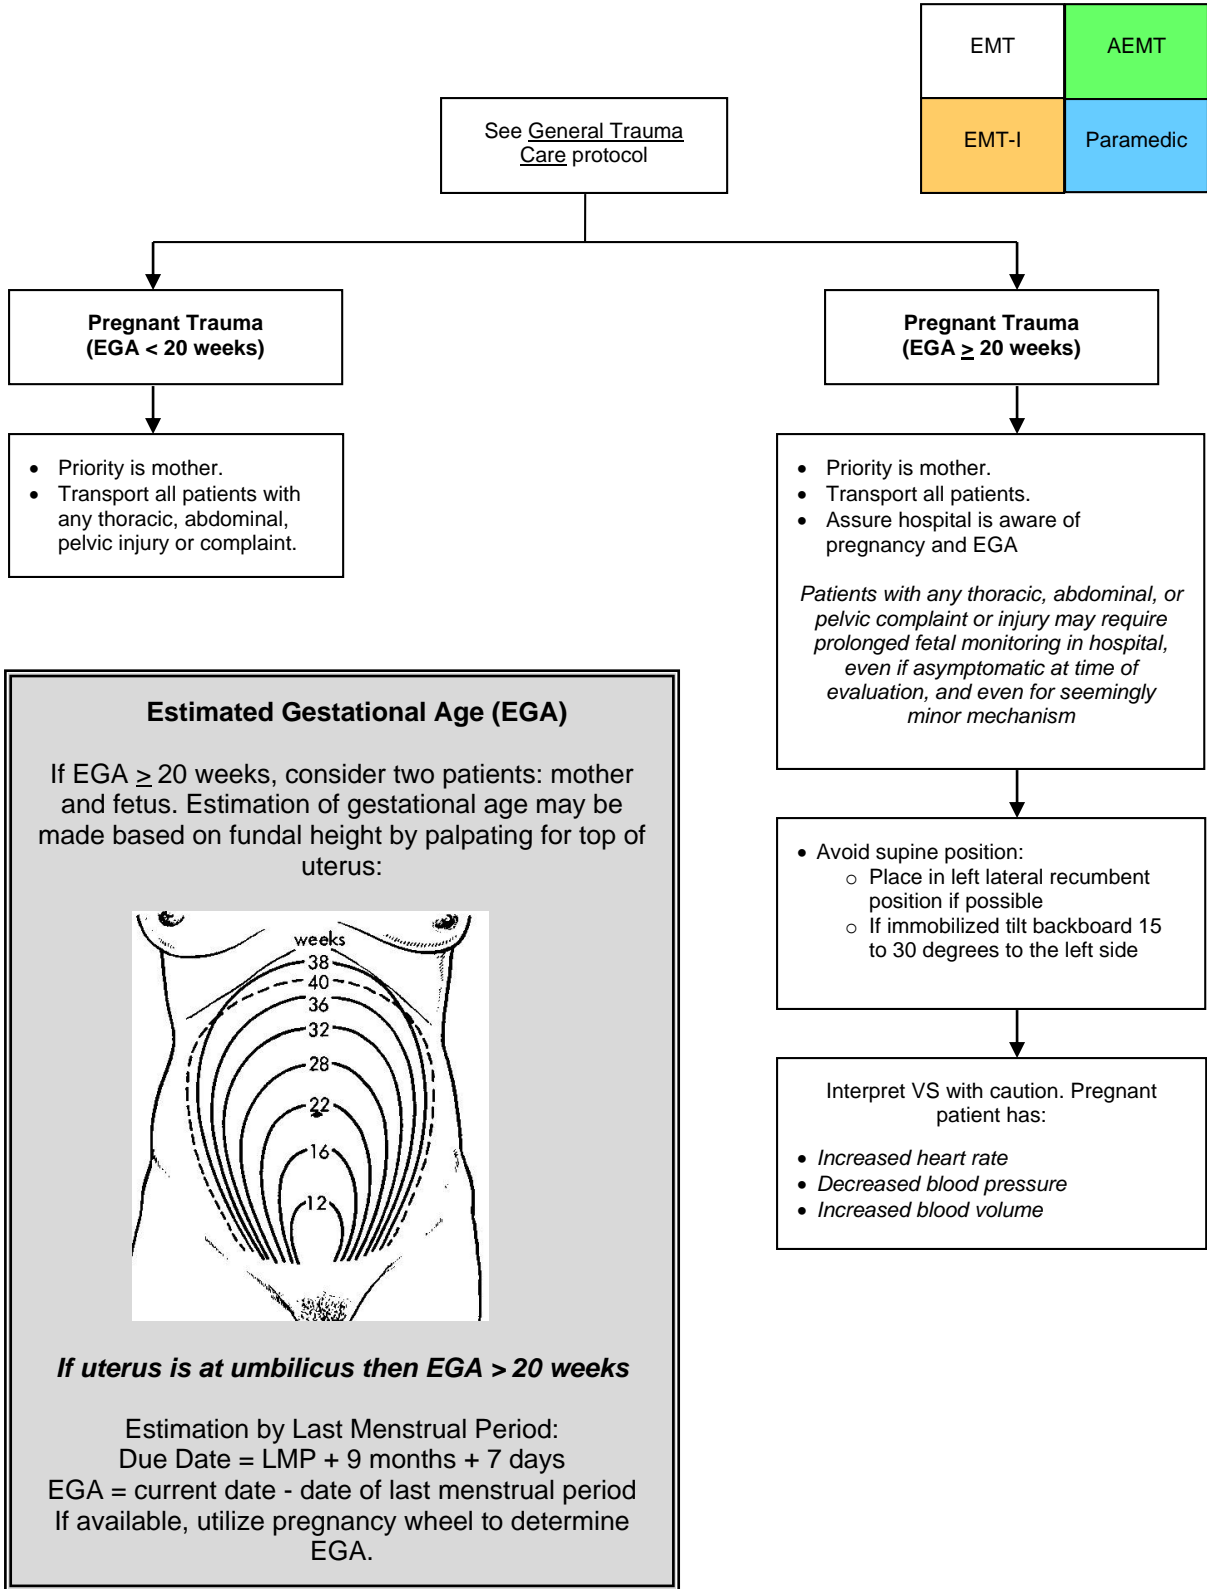 EMT
AEMT
EMT-I
Paramedic
See General Trauma
Care protocol
Pregnant Trauma
(EGA < 20 weeks)
Pregnant Trauma
(EGA ≥ 20 weeks)
• Priority is mother.
• Transport all patients with
any thoracic, abdominal,
pelvic injury or complaint.
• Priority is mother.
• Transport all patients.
• Assure hospital is aware of
pregnancy and EGA
Patients with any thoracic, abdominal, or
pelvic complaint or injury may require
prolonged fetal monitoring in hospital,
even if asymptomatic at time of
evaluation, and even for seemingly
minor mechanism
• Avoid supine position:
o Place in left lateral recumbent
position if possible
o If immobilized tilt backboard 15
to 30 degrees to the left side
Interpret VS with caution. Pregnant
patient has:
• Increased heart rate
• Decreased blood pressure
• Increased blood volume
Estimated Gestational Age (EGA)
If EGA ≥ 20 weeks, consider two patients: mother
and fetus. Estimation of gestational age may be
made based on fundal height by palpating for top of
uterus:
weeks
38
40
36
32
28
22
16
12
If uterus is at umbilicus then EGA > 20 weeks
Estimation by Last Menstrual Period:
Due Date = LMP + 9 months + 7 days
EGA = current date - date of last menstrual period
If available, utilize pregnancy wheel to determine
EGA.